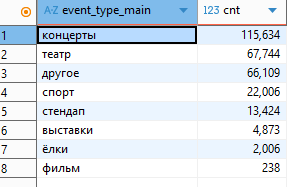 A-Z event_type_main 123 cnt
1 концерты 115,634
2 театр 67,744
3 другое 66,109
4 спорт 22,006
5 стендап 13,424
6 выставки 4,873
7 ёлки 2,006
8 фильм 238